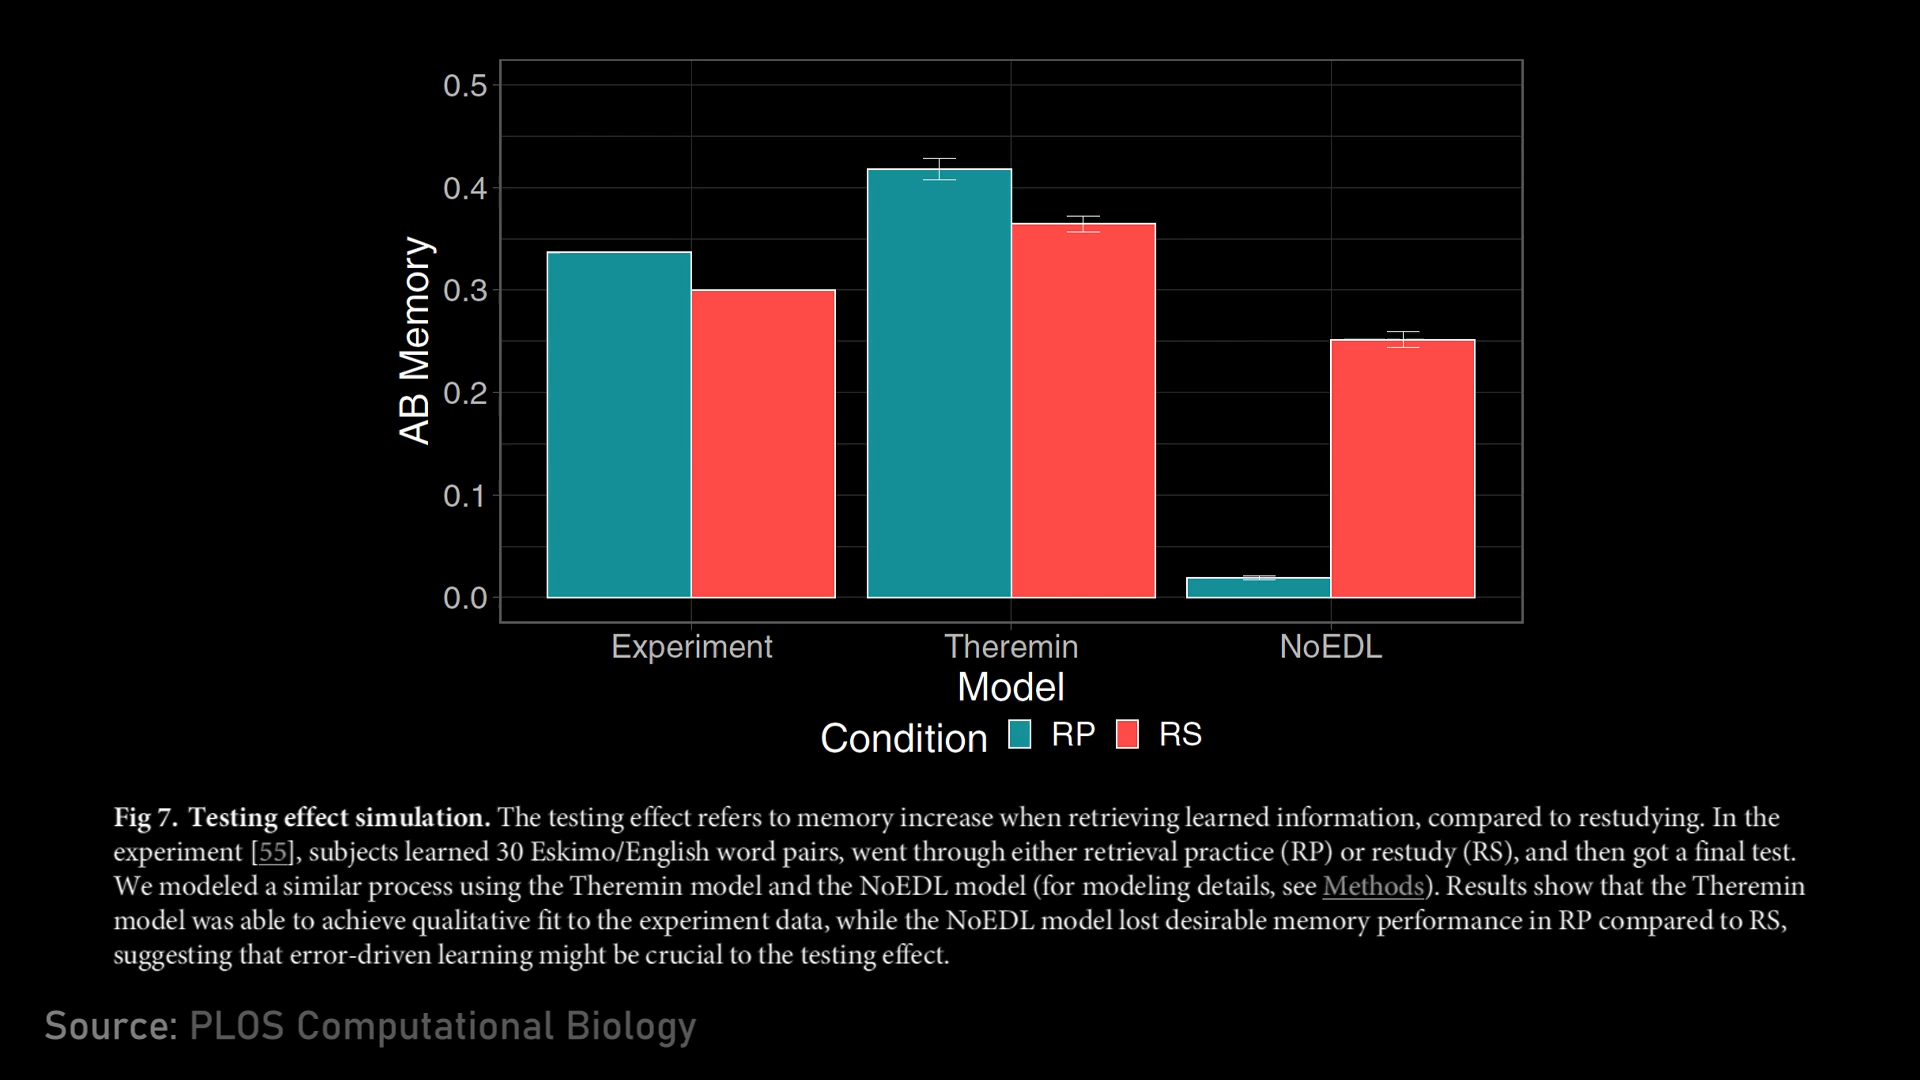 0.5
0.4
0.3
0.2
0.1
0.0
AB Memory
Experiment Theremin NoEDL
Model
Condition RP RS
Fig 7. Testing effect simulation. The testing effect refers to memory increase when retrieving learned information, compared to restudying. In the
experiment [55], subjects learned 30 Eskimo/English word pairs, went through either retrieval practice (RP) or restudy (RS), and then got a final test.
We modeled a similar process using the Theremin model and the NoEDL model (for modeling details, see Methods). Results show that the Theremin
model was able to achieve qualitative fit to the experiment data, while the NoEDL model lost desirable memory performance in RP compared to RS,
suggesting that error-driven learning might be crucial to the testing effect.
Source: PLOS Computational Biology